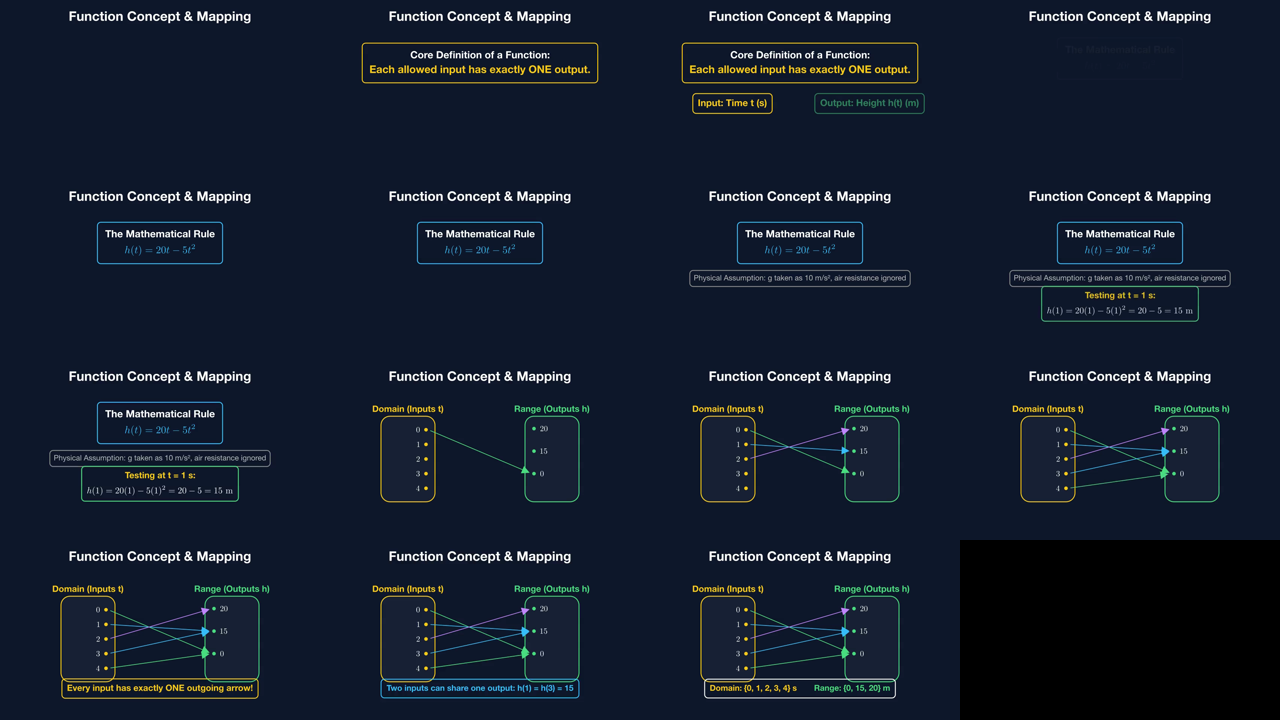 Function Concept & Mapping
Function Concept & Mapping
Core Definition of a Function:
Each allowed input has exactly ONE output.
Function Concept & Mapping
Core Definition of a Function:
Each allowed input has exactly ONE output.
Input: Time t (s)
Output: Height h(t) (m)
Function Concept & Mapping
The Mathematical Rule
Function Concept & Mapping
The Mathematical Rule
h(t) = 20t − 5t²
Function Concept & Mapping
The Mathematical Rule
h(t) = 20t − 5t²
Function Concept & Mapping
The Mathematical Rule
h(t) = 20t − 5t²
Physical Assumption: g taken as 10 m/s², air resistance ignored
Function Concept & Mapping
The Mathematical Rule
h(t) = 20t − 5t²
Physical Assumption: g taken as 10 m/s², air resistance ignored
Testing at t = 1 s:
h(1) = 20(1) − 5(1)² = 20 − 5 = 15 m
Function Concept & Mapping
The Mathematical Rule
h(t) = 20t − 5t²
Physical Assumption: g taken as 10 m/s², air resistance ignored
Testing at t = 1 s:
h(1) = 20(1) − 5(1)² = 20 − 5 = 15 m
Function Concept & Mapping
Domain (Inputs t)
0
1
2
3
4
Range (Outputs h)
20
15
0
Function Concept & Mapping
Domain (Inputs t)
0
1
2
3
4
Range (Outputs h)
20
15
0
Function Concept & Mapping
Domain (Inputs t)
0
1
2
3
4
Range (Outputs h)
20
15
0
Function Concept & Mapping
Domain (Inputs t)
0
1
2
3
4
Range (Outputs h)
20
15
0
Every input has exactly ONE outgoing arrow!
Function Concept & Mapping
Domain (Inputs t)
0
1
2
3
4
Range (Outputs h)
20
15
0
Two inputs can share one output: h(1) = h(3) = 15
Function Concept & Mapping
Domain (Inputs t)
0
1
2
3
4
Range (Outputs h)
20
15
0
Domain: {0, 1, 2, 3, 4} s
Range: {0, 15, 20} m